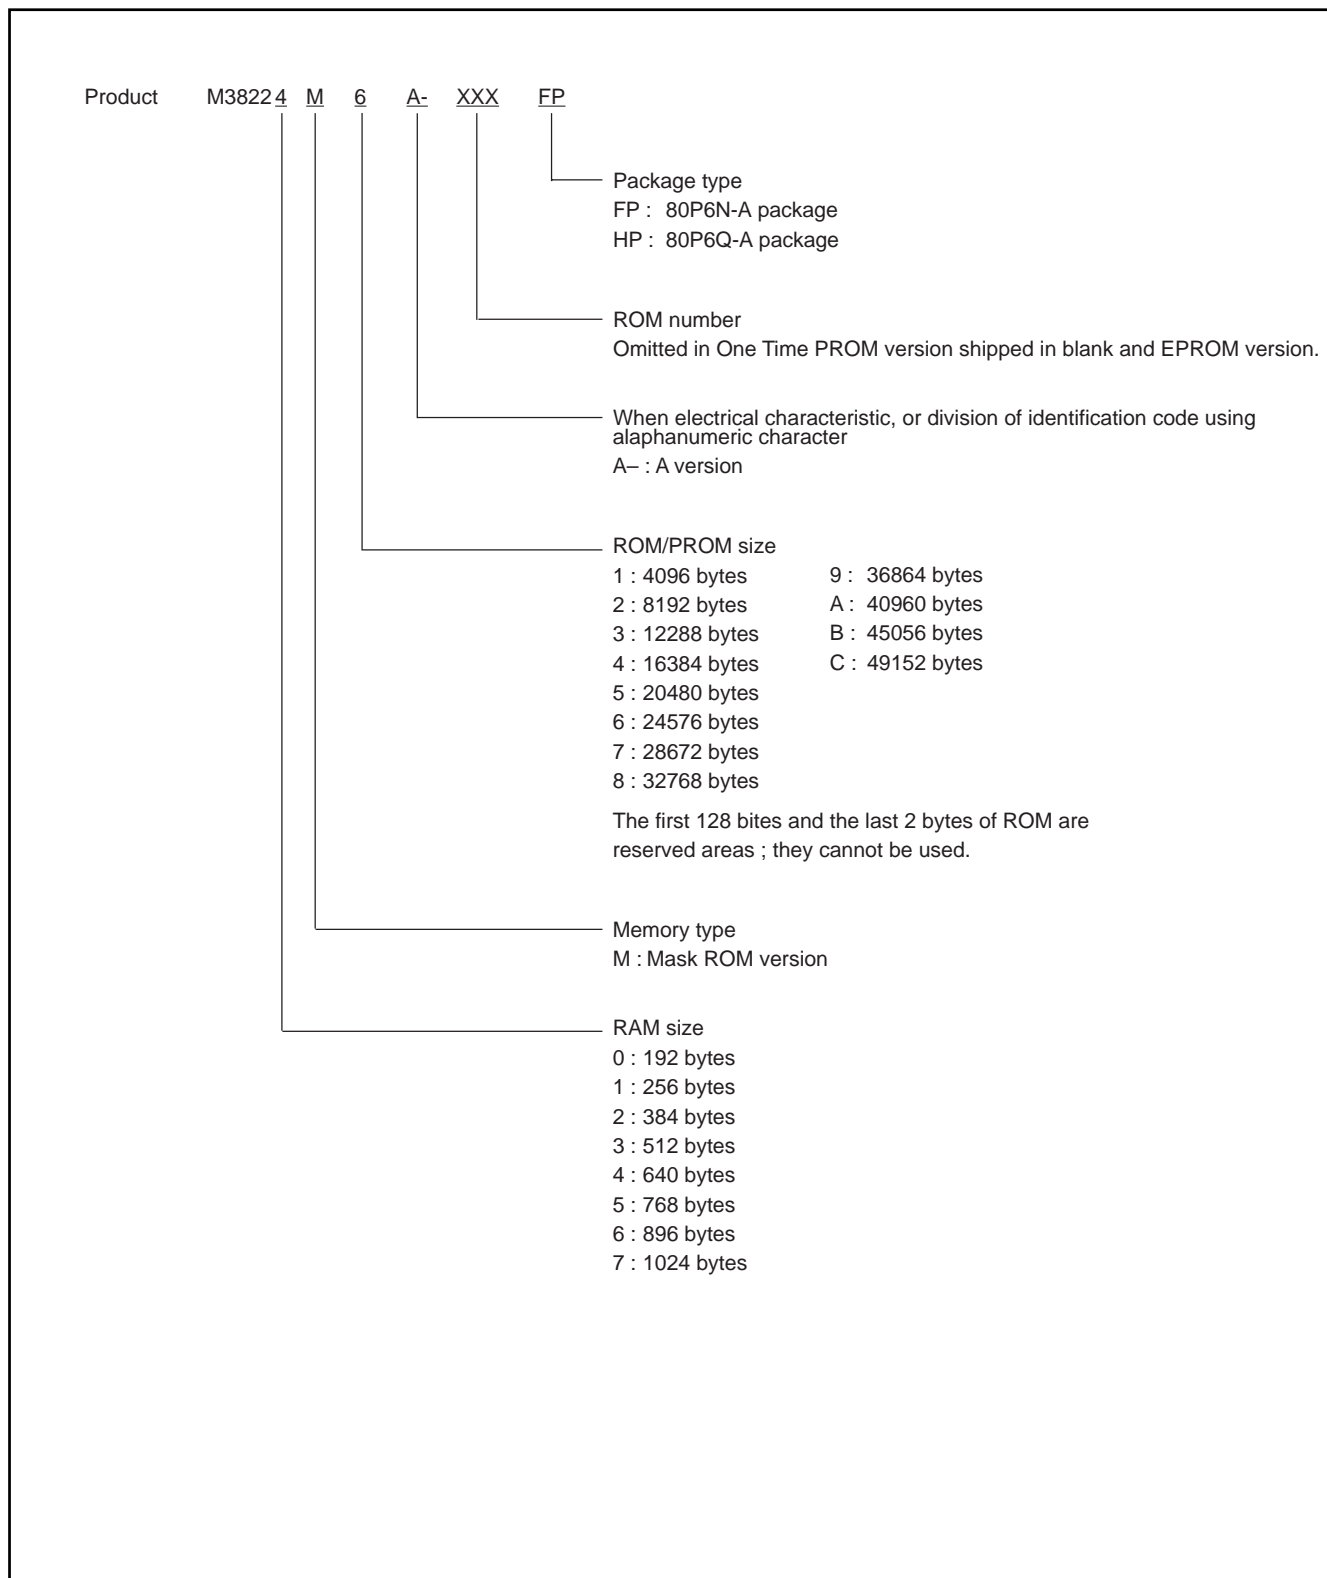 Product M38224 M 6 A- XXX FP
Package type
FP : 80P6N-A package
HP : 80P6Q-A package
ROM number
Omitted in One Time PROM version shipped in blank and EPROM version.
When electrical characteristic, or division of identification code using
alaphanumeric character
A– : A version
ROM/PROM size
1 : 4096 bytes
2 : 8192 bytes
3 : 12288 bytes
4 : 16384 bytes
5 : 20480 bytes
6 : 24576 bytes
7 : 28672 bytes
8 : 32768 bytes
9 : 36864 bytes
A : 40960 bytes
B : 45056 bytes
C : 49152 bytes
The first 128 bites and the last 2 bytes of ROM are
reserved areas ; they cannot be used.
Memory type
M : Mask ROM version
RAM size
0 : 192 bytes
1 : 256 bytes
2 : 384 bytes
3 : 512 bytes
4 : 640 bytes
5 : 768 bytes
6 : 896 bytes
7 : 1024 bytes